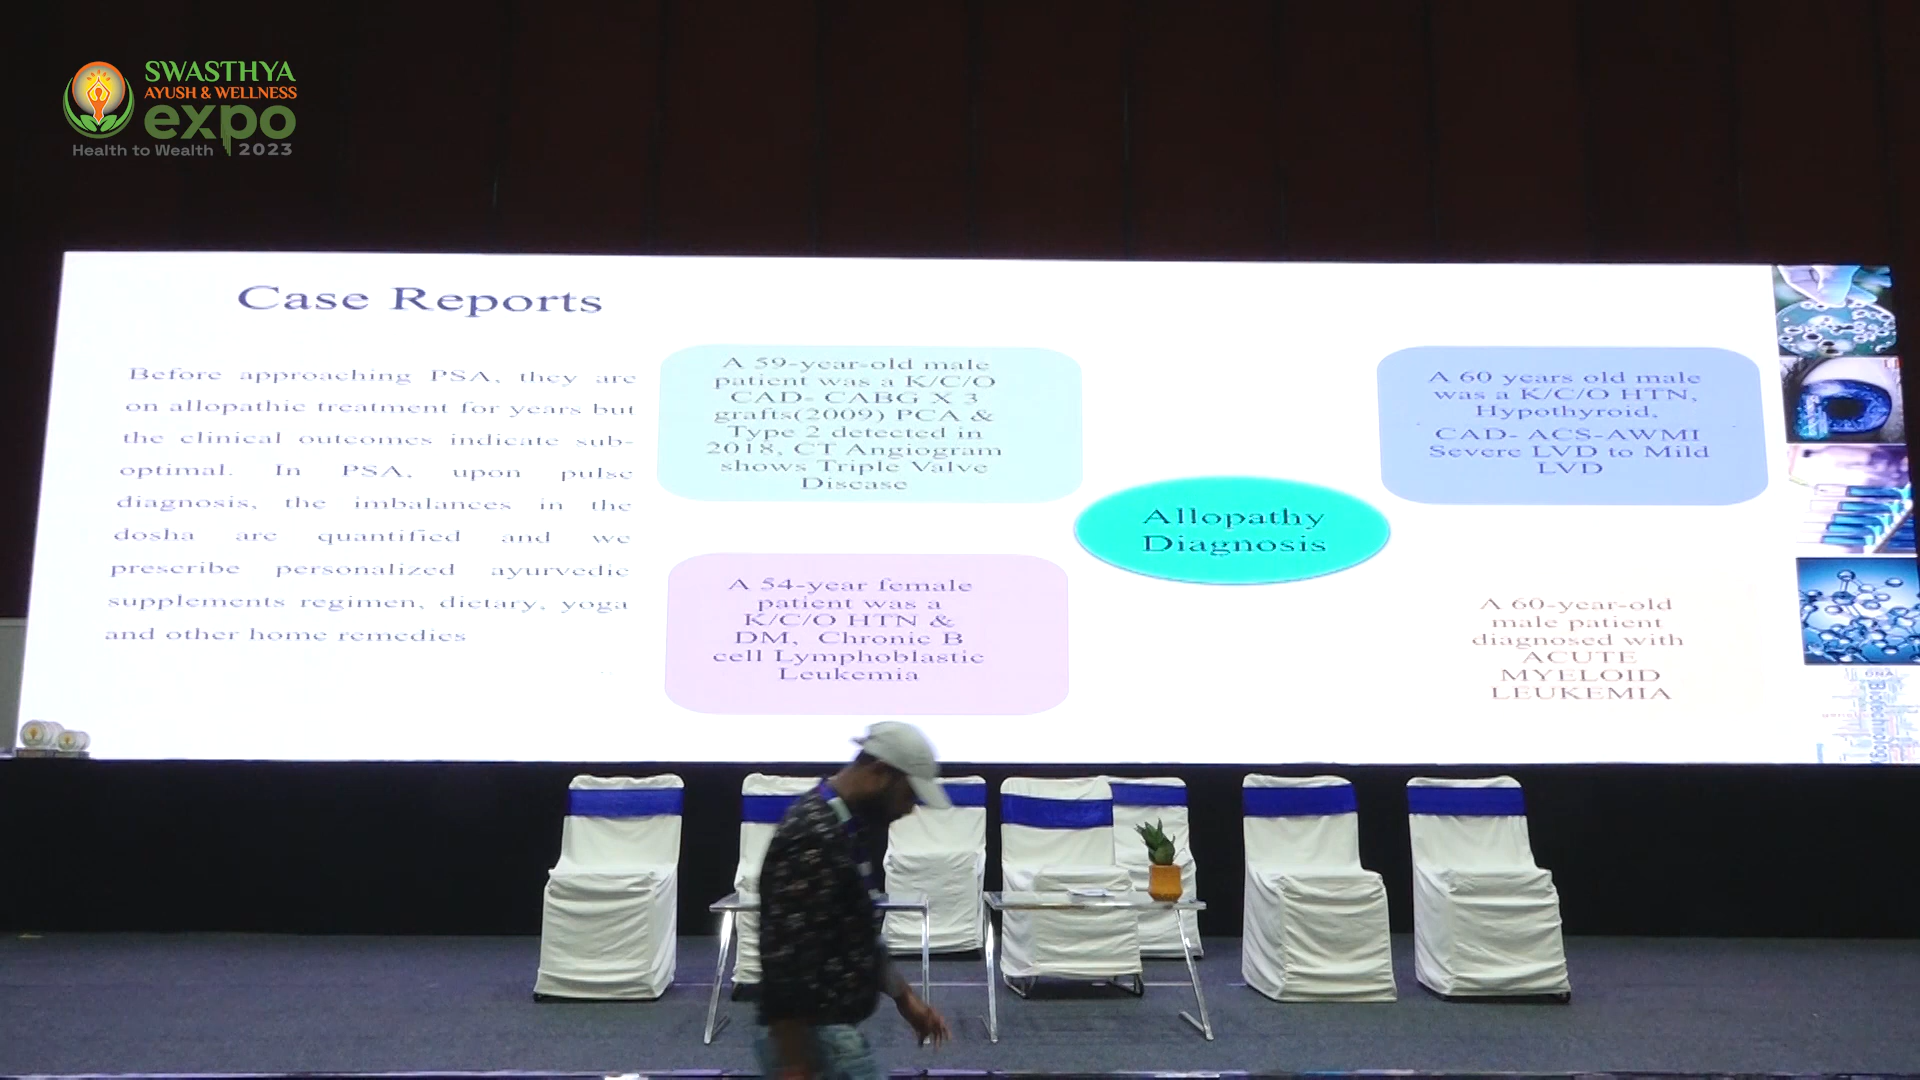 SWASTHYA
AYUSH & WELLNESS
expo
Health to Wealth 2023
Case Reports
Before approaching PSA, they are
on allopathic treatment for years but
the clinical outcomes indicate sub-
optimal. In PSA, upon pulse
diagnosis, the imbalances in the
dosha are quantified and we
prescribe personalized ayurvedic
supplements regimen, dietary, yoga
and other home remedies
A 59-year-old male
patient was a K/C/O
CAD- CABG X 3
grafts(2009) PCA &
Type 2 detected in
2018, CT Angiogram
shows Triple Valve
Disease
A 54-year female
patient was a
K/C/O HTN &
DM, Chronic B
cell Lymphoblastic
Leukemia
Allopathy
Diagnosis
A 60 years old male
was a K/C/O HTN,
Hypothyroid,
CAD- ACS-AWMI
Severe LVD to Mild
LVD
A 60-year-old
male patient
diagnosed with
ACUTE
MYELOID
LEUKEMIA
DNA
Biotechnology